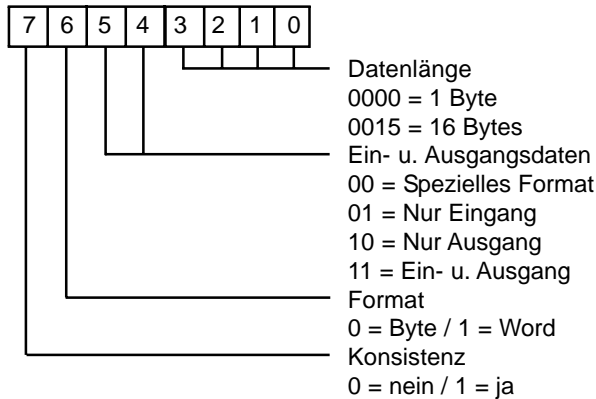 7 6 5 4 3 2 1 0
Datenlänge
0000 = 1 Byte
0015 = 16 Bytes
Ein- u. Ausgangsdaten
00 = Spezielles Format
01 = Nur Eingang
10 = Nur Ausgang
11 = Ein- u. Ausgang
Format
0 = Byte / 1 = Word
Konsistenz
0 = nein / 1 = ja